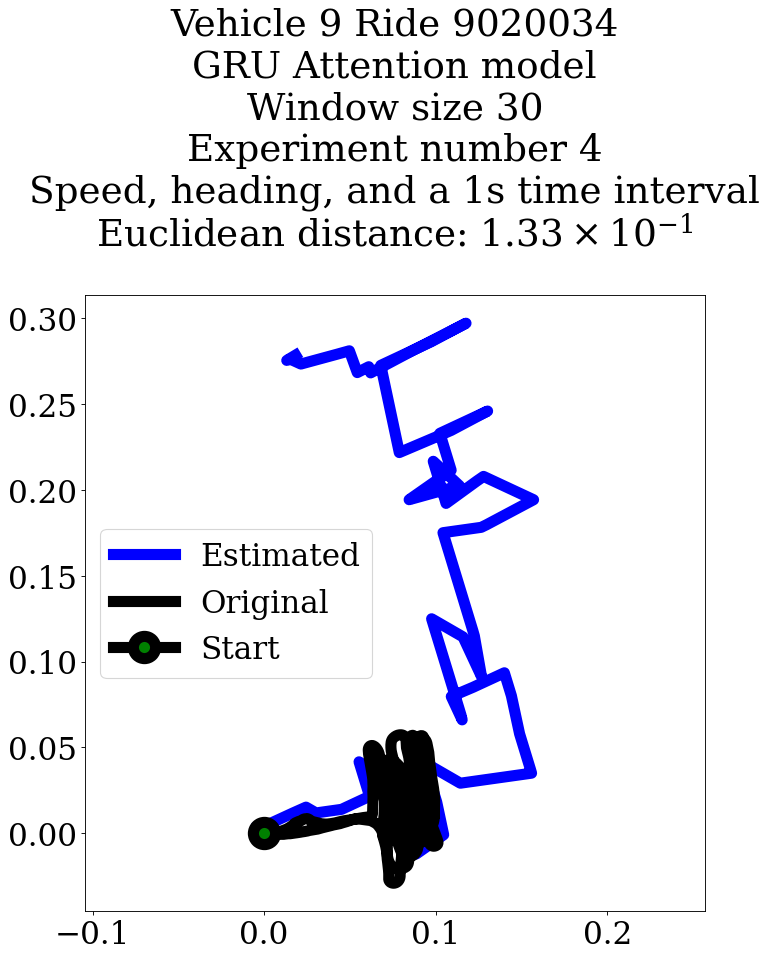 Vehicle 9 Ride 9020034
GRU Attention model
Window size 30
Experiment number 4
Speed, heading, and a 1s time interval
Euclidean distance: 1.33 × 10⁻¹
0.30
0.25
0.20
0.15
0.10
0.05
0.00
Estimated
Original
Start
−0.1
0.0
0.1
0.2